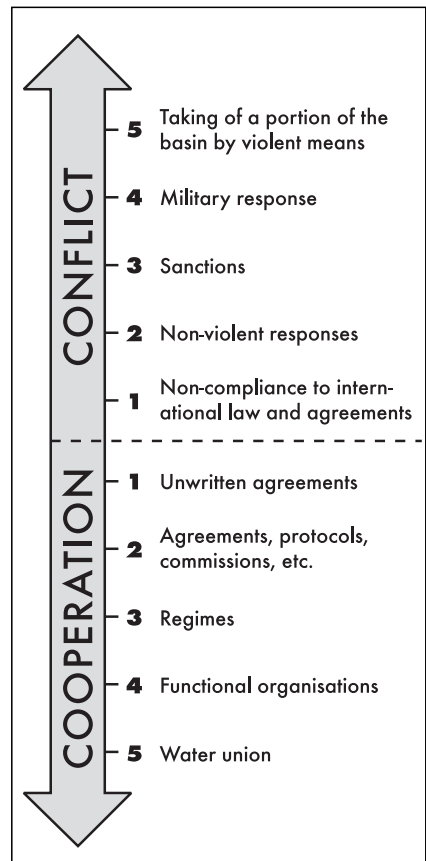 CONFLICT
5 Taking of a portion of the
basin by violent means
4 Military response
3 Sanctions
2 Non-violent responses
1 Non-compliance to intern-
ational law and agreements
COOPERATION
1 Unwritten agreements
2 Agreements, protocols,
commissions, etc.
3 Regimes
4 Functional organisations
5 Water union